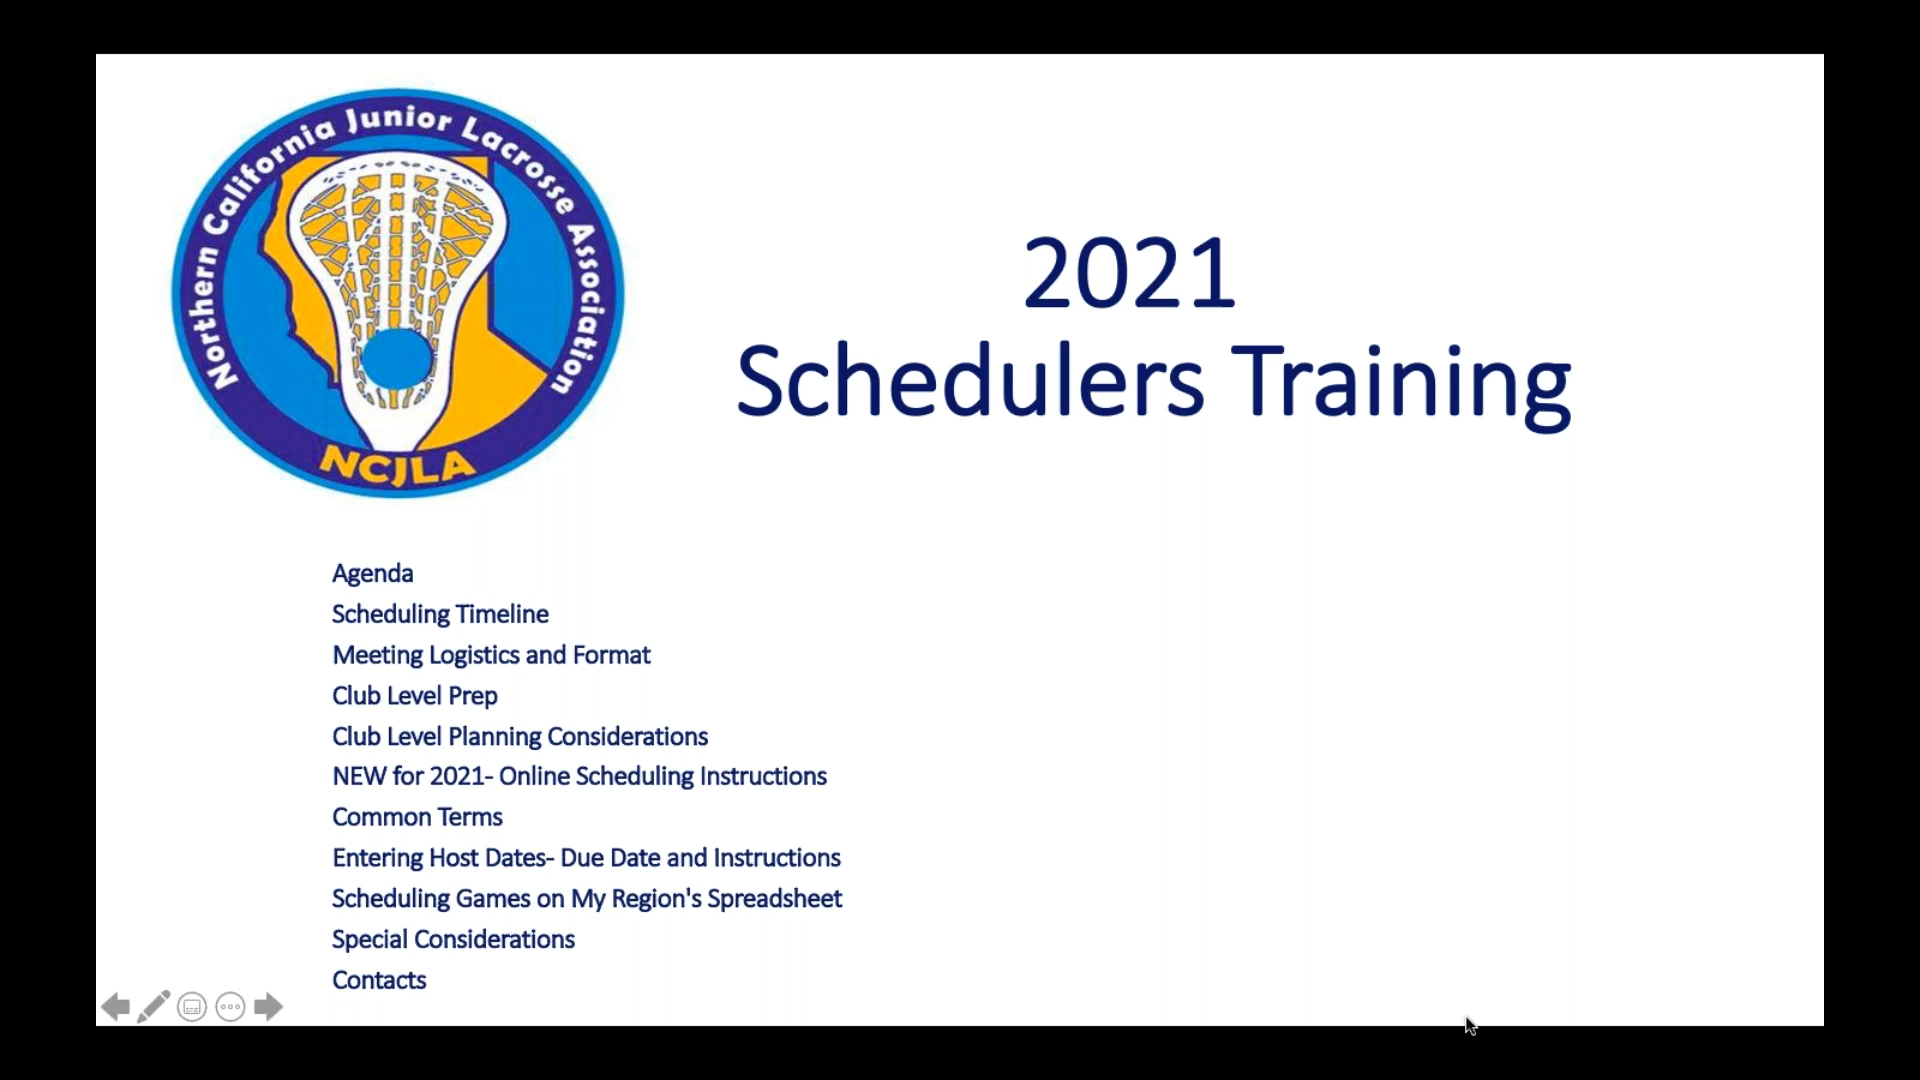 Northern California Junior Lacrosse Association
NCJLA
2021
Schedulers Training
Agenda
Scheduling Timeline
Meeting Logistics and Format
Club Level Prep
Club Level Planning Considerations
NEW for 2021- Online Scheduling Instructions
Common Terms
Entering Host Dates- Due Date and Instructions
Scheduling Games on My Region's Spreadsheet
Special Considerations
Contacts